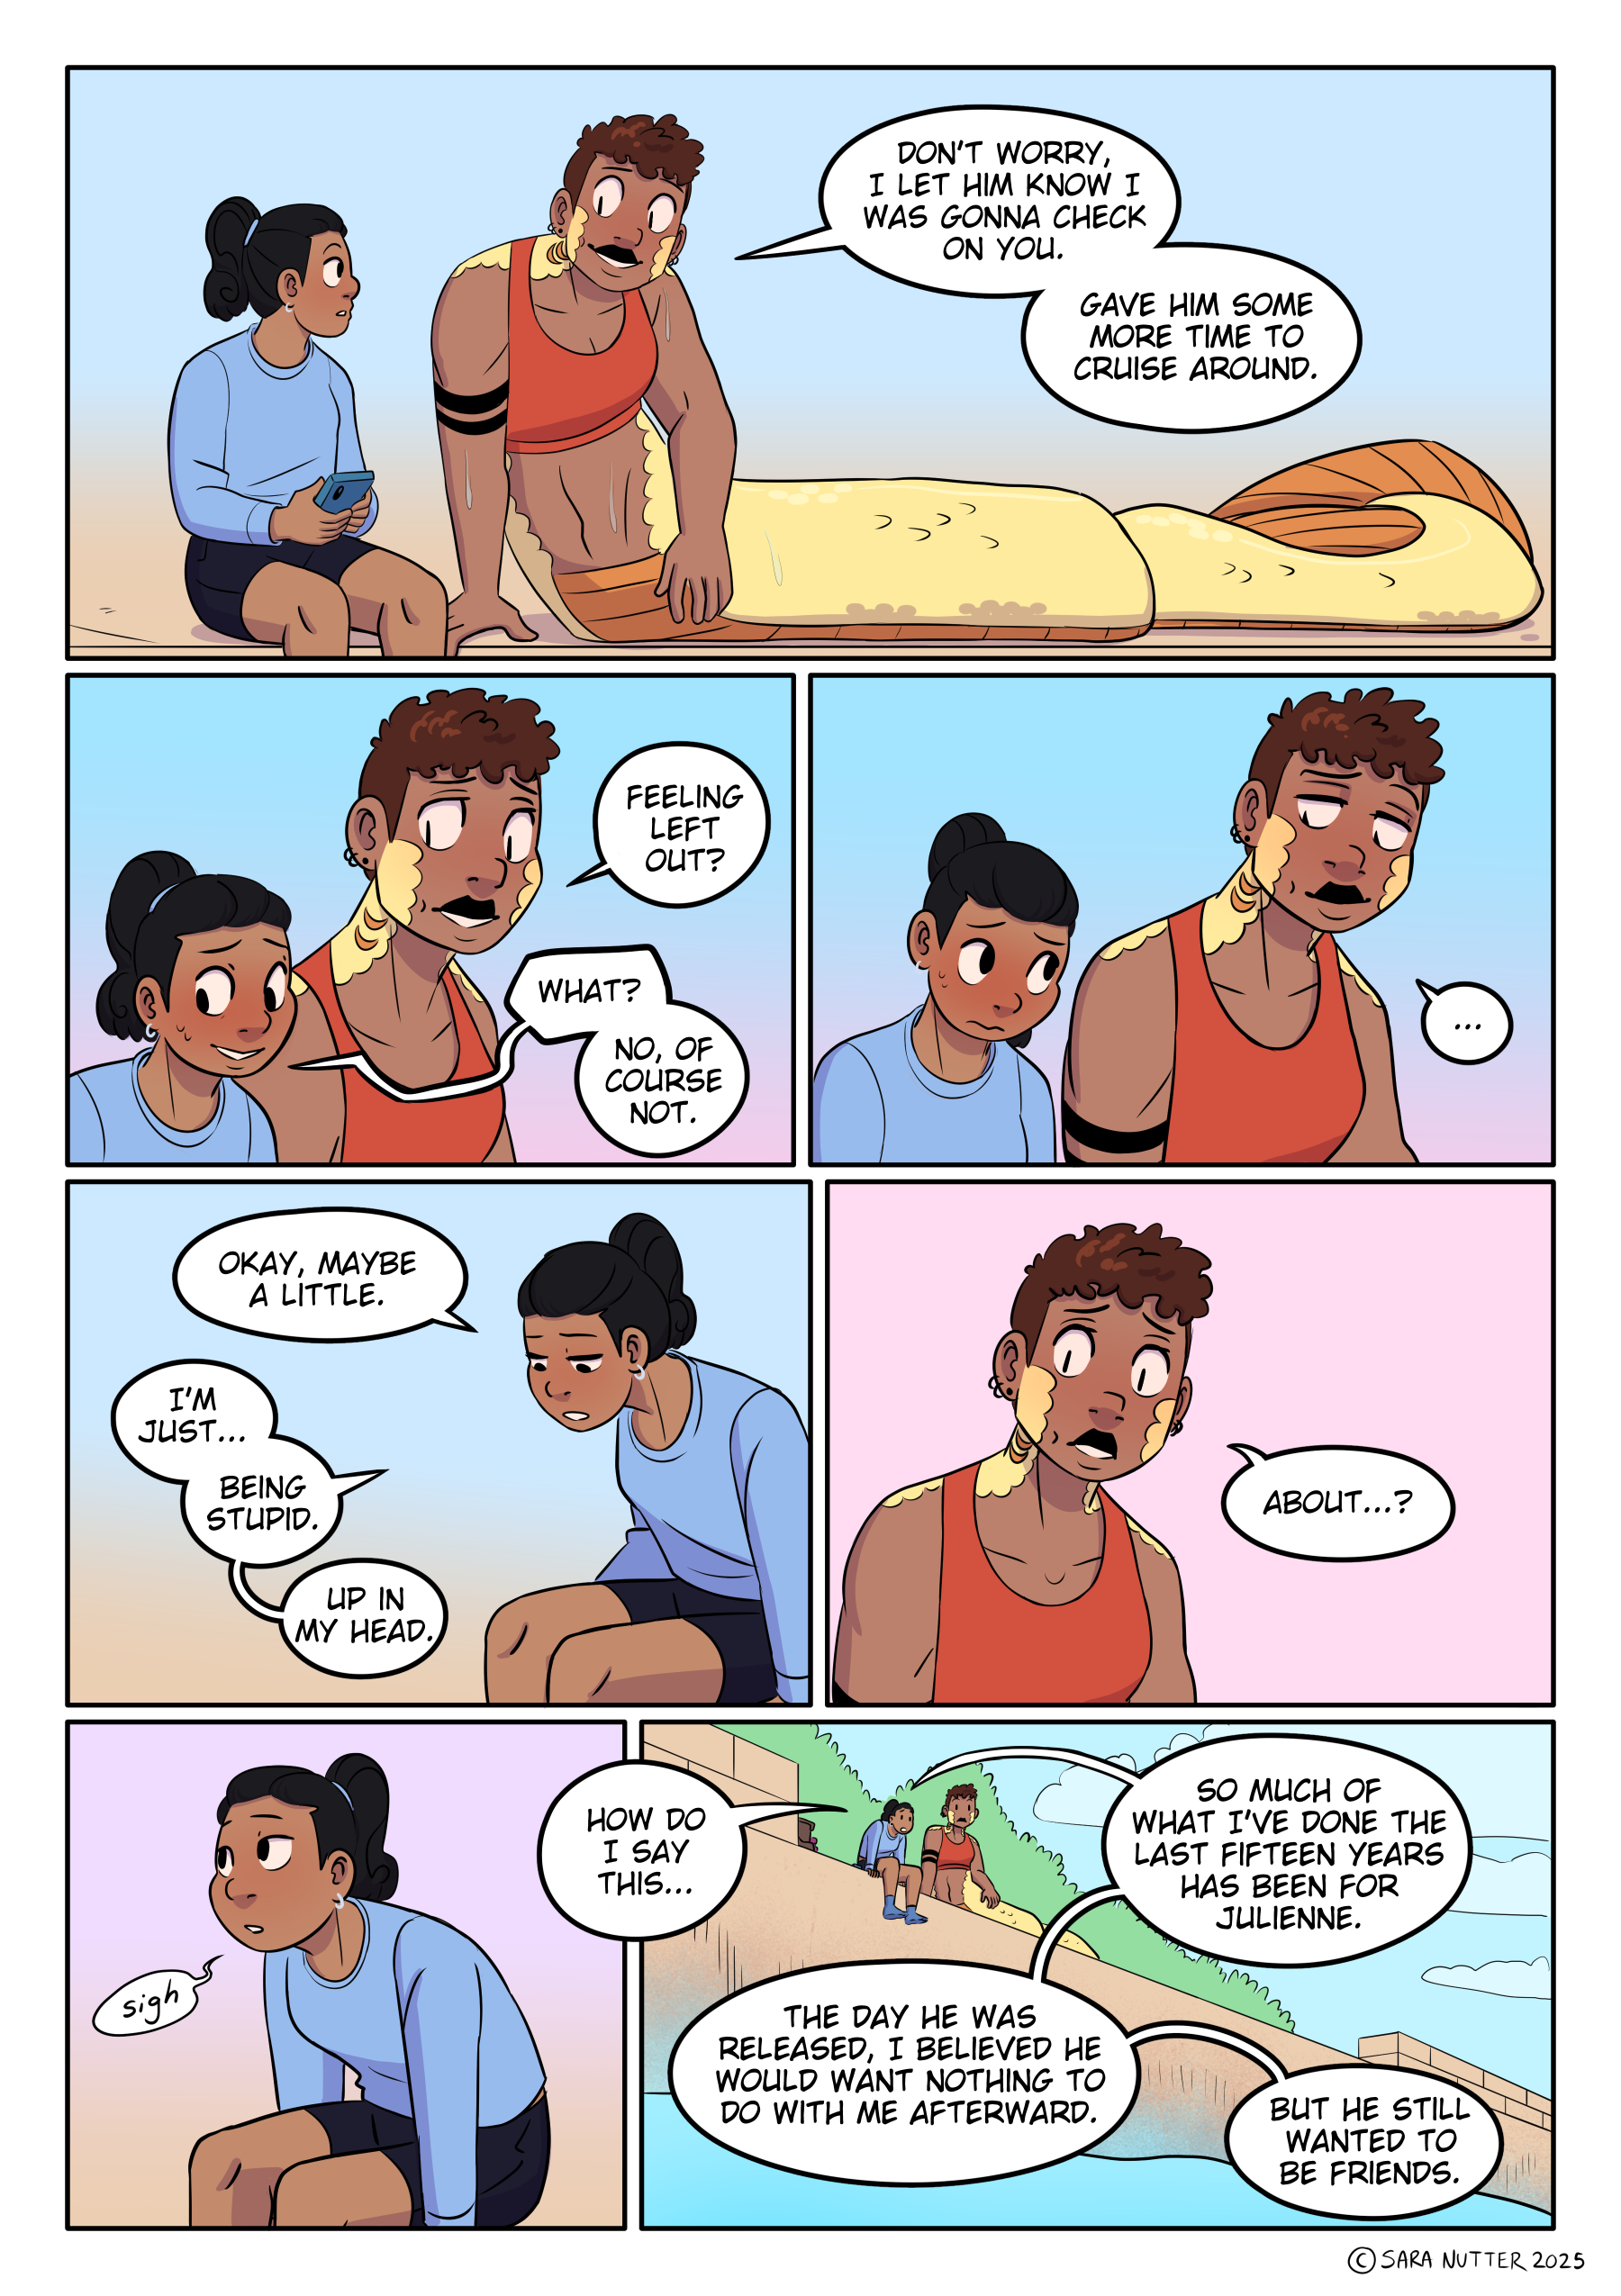 DON'T WORRY,
I LET HIM KNOW I
WAS GONNA CHECK
ON YOU.
GAVE HIM SOME
MORE TIME TO
CRUISE AROUND.
FEELING
LEFT
OUT?
WHAT?
NO, OF
COURSE
NOT.
...
OKAY, MAYBE
A LITTLE.
I'M
JUST...
BEING
STUPID.
UP IN
MY HEAD.
ABOUT...?
sigh
HOW DO
I SAY
THIS...
SO MUCH OF
WHAT I'VE DONE THE
LAST FIFTEEN YEARS
HAS BEEN FOR
JULIENNE.
THE DAY HE WAS
RELEASED, I BELIEVED HE
WOULD WANT NOTHING TO
DO WITH ME AFTERWARD.
BUT HE STILL
WANTED TO
BE FRIENDS.
© SARA NUTTER 2025